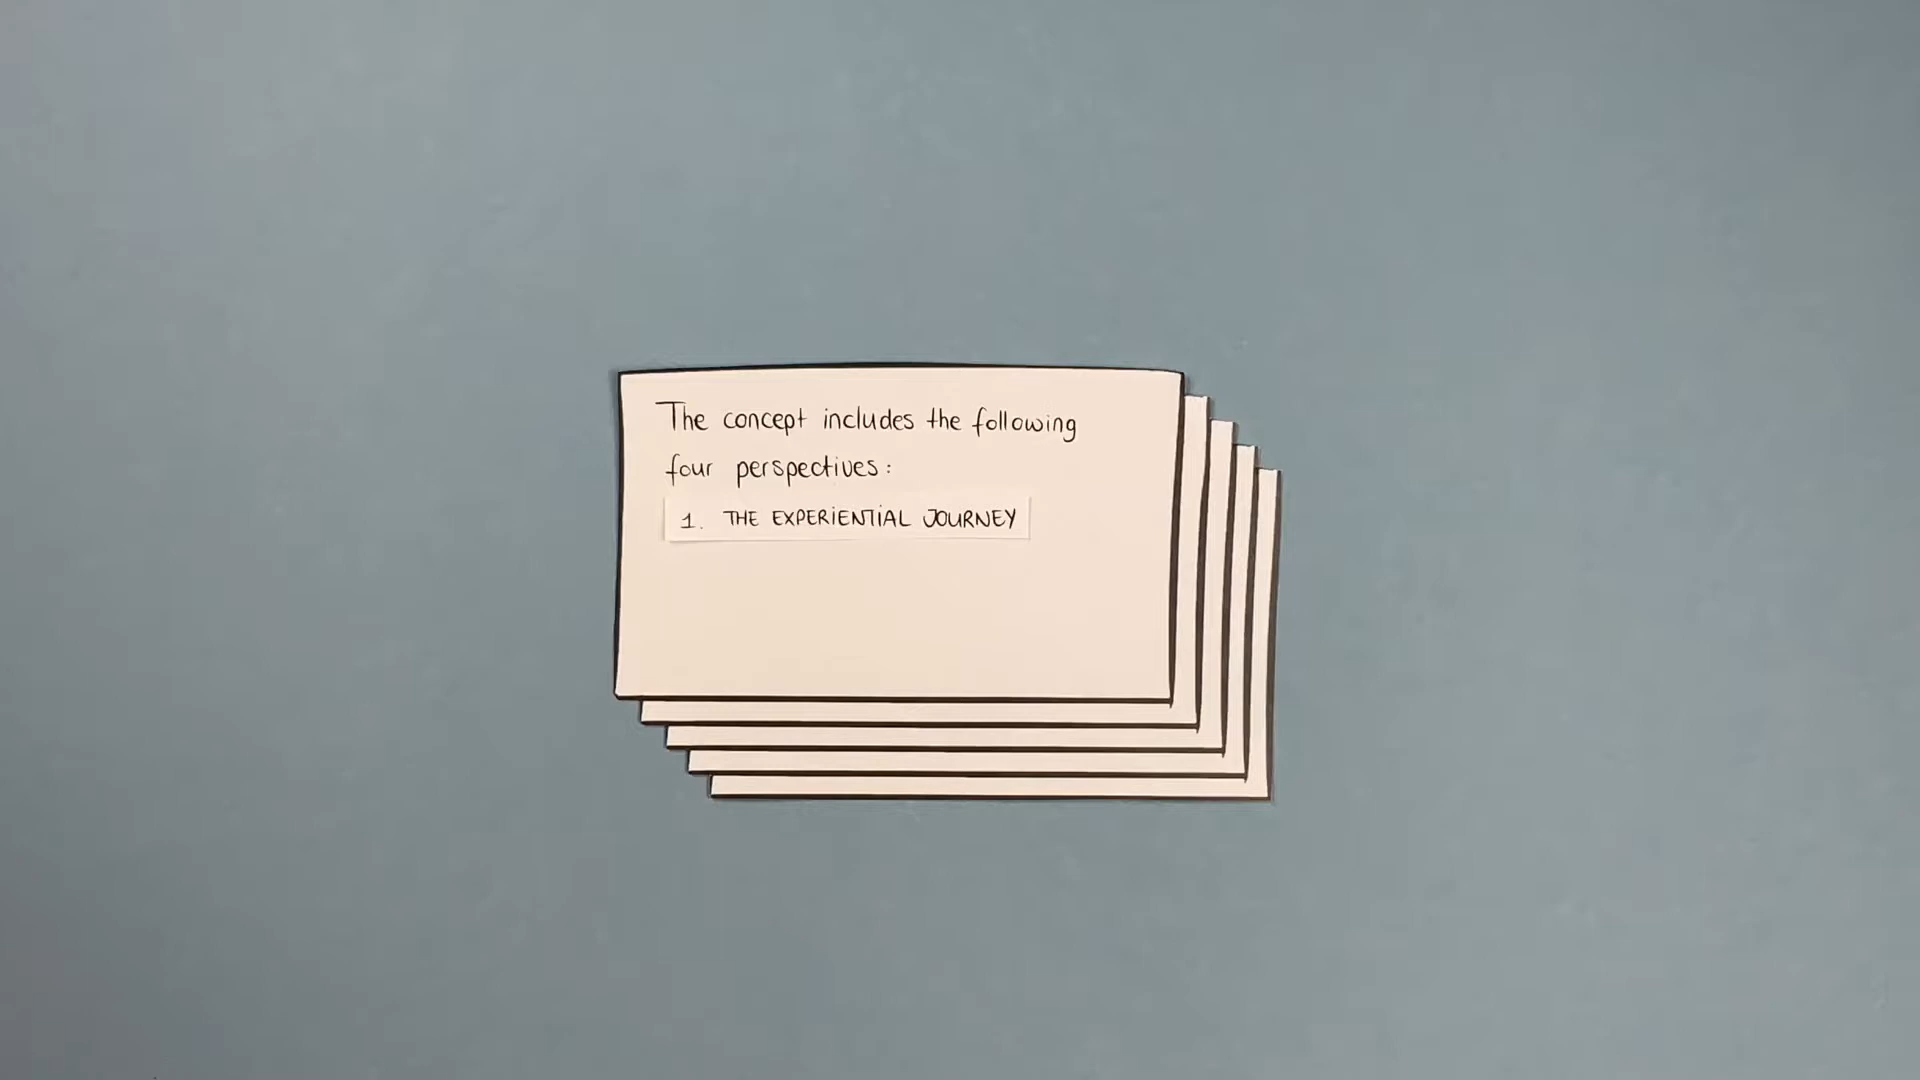 The concept includes the following
four perspectives:
1. THE EXPERIENTIAL JOURNEY